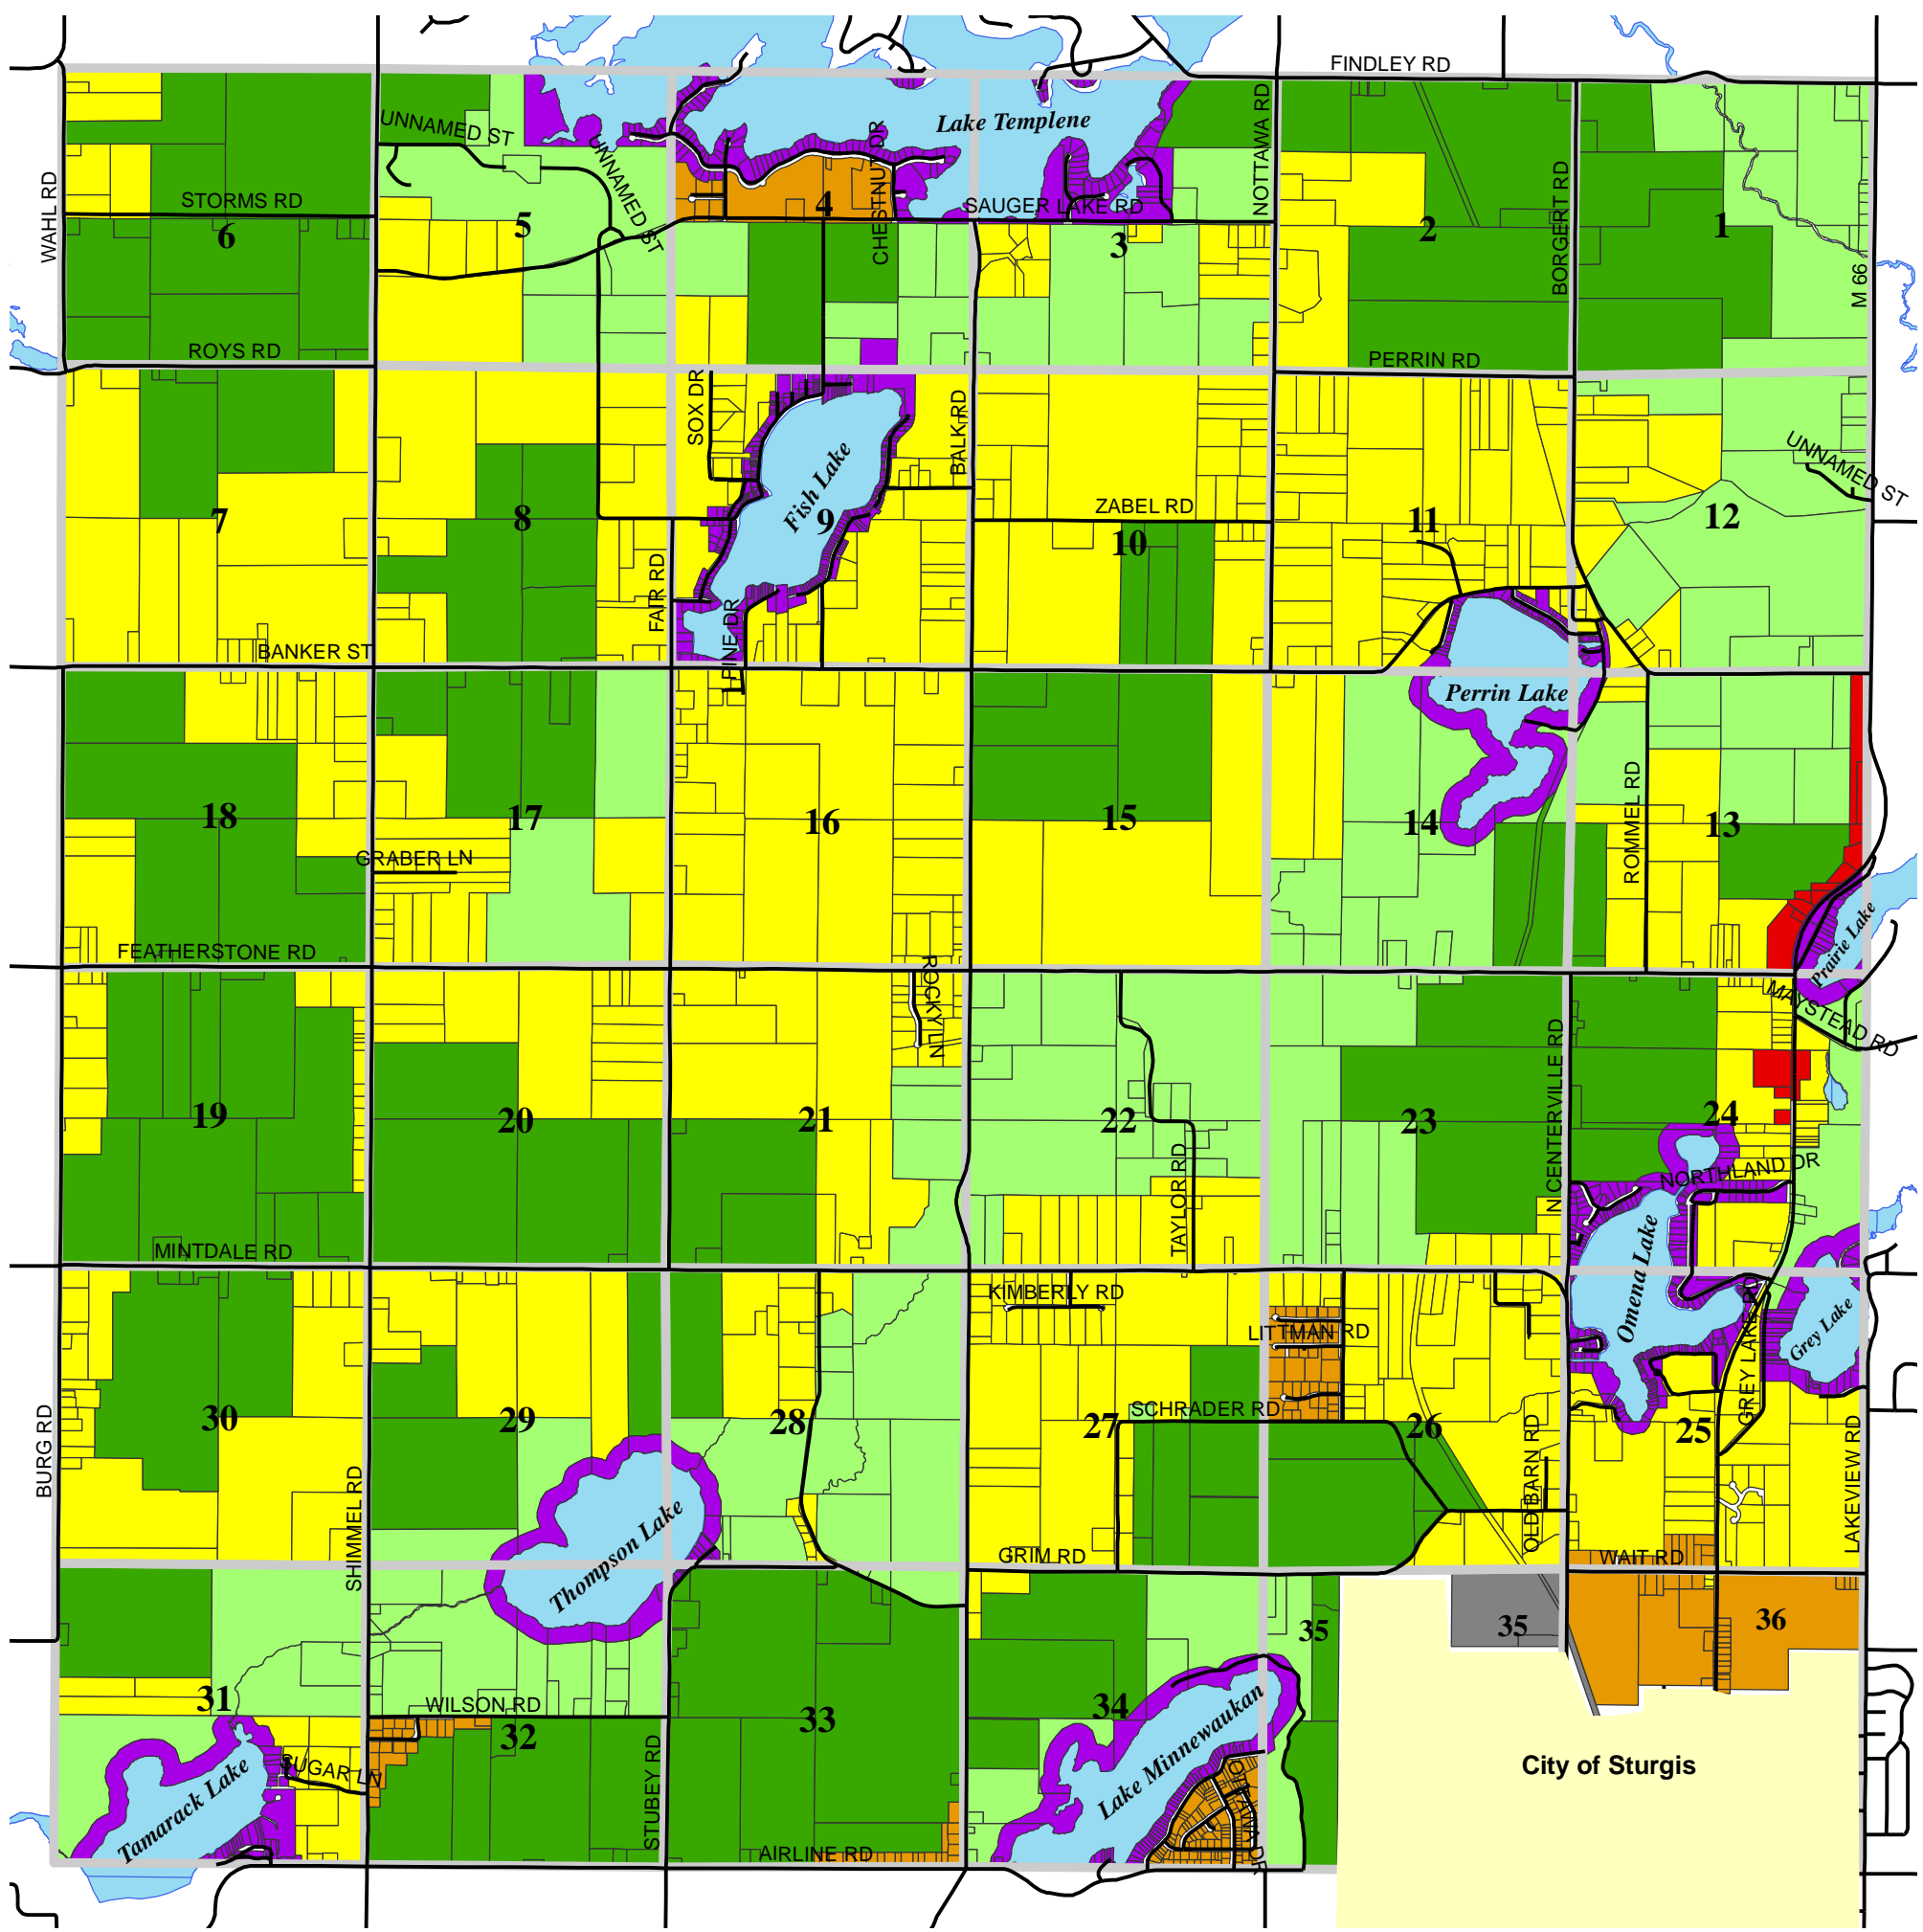 FINDLEY RD
UNNAMED ST
UNNAMED ST
Lake Templene
CHESTNUT DR
NOTTAWA RD
BORGERT RD
WAHL RD
STORMS RD
SAUGER LAKE RD
6
5
4
3
2
1
M 66
ROYS RD
PERRIN RD
SOX DR
BALK RD
Fish Lake
UNNAMED ST
ZABEL RD
7
8
9
10
11
12
FAIR RD
PINE DR
BANKER ST
Perrin Lake
18
17
16
15
14
13
ROMMEL RD
GRABER LN
FEATHERSTONE RD
ROCKY LN
Prairie Lake
MAYSTEAD RD
N CENTERVILLE RD
19
20
21
22
23
24
TAYLOR RD
NORTHLAND DR
MINTDALE RD
Omena Lake
KIMBERLY RD
LITTMAN RD
GREY LAKE RD
Grey Lake
BURG RD
SCHRADER RD
30
29
28
27
26
25
SHIMMEL RD
OLD BARN RD
LAKEVIEW RD
Thompson Lake
GRIM RD
WAIT RD
35
35
36
31
WILSON RD
32
33
34
SUGAR LN
Tamarack Lake
STUBEY RD
Lake Minnewaukan
City of Sturgis
AIRLINE RD